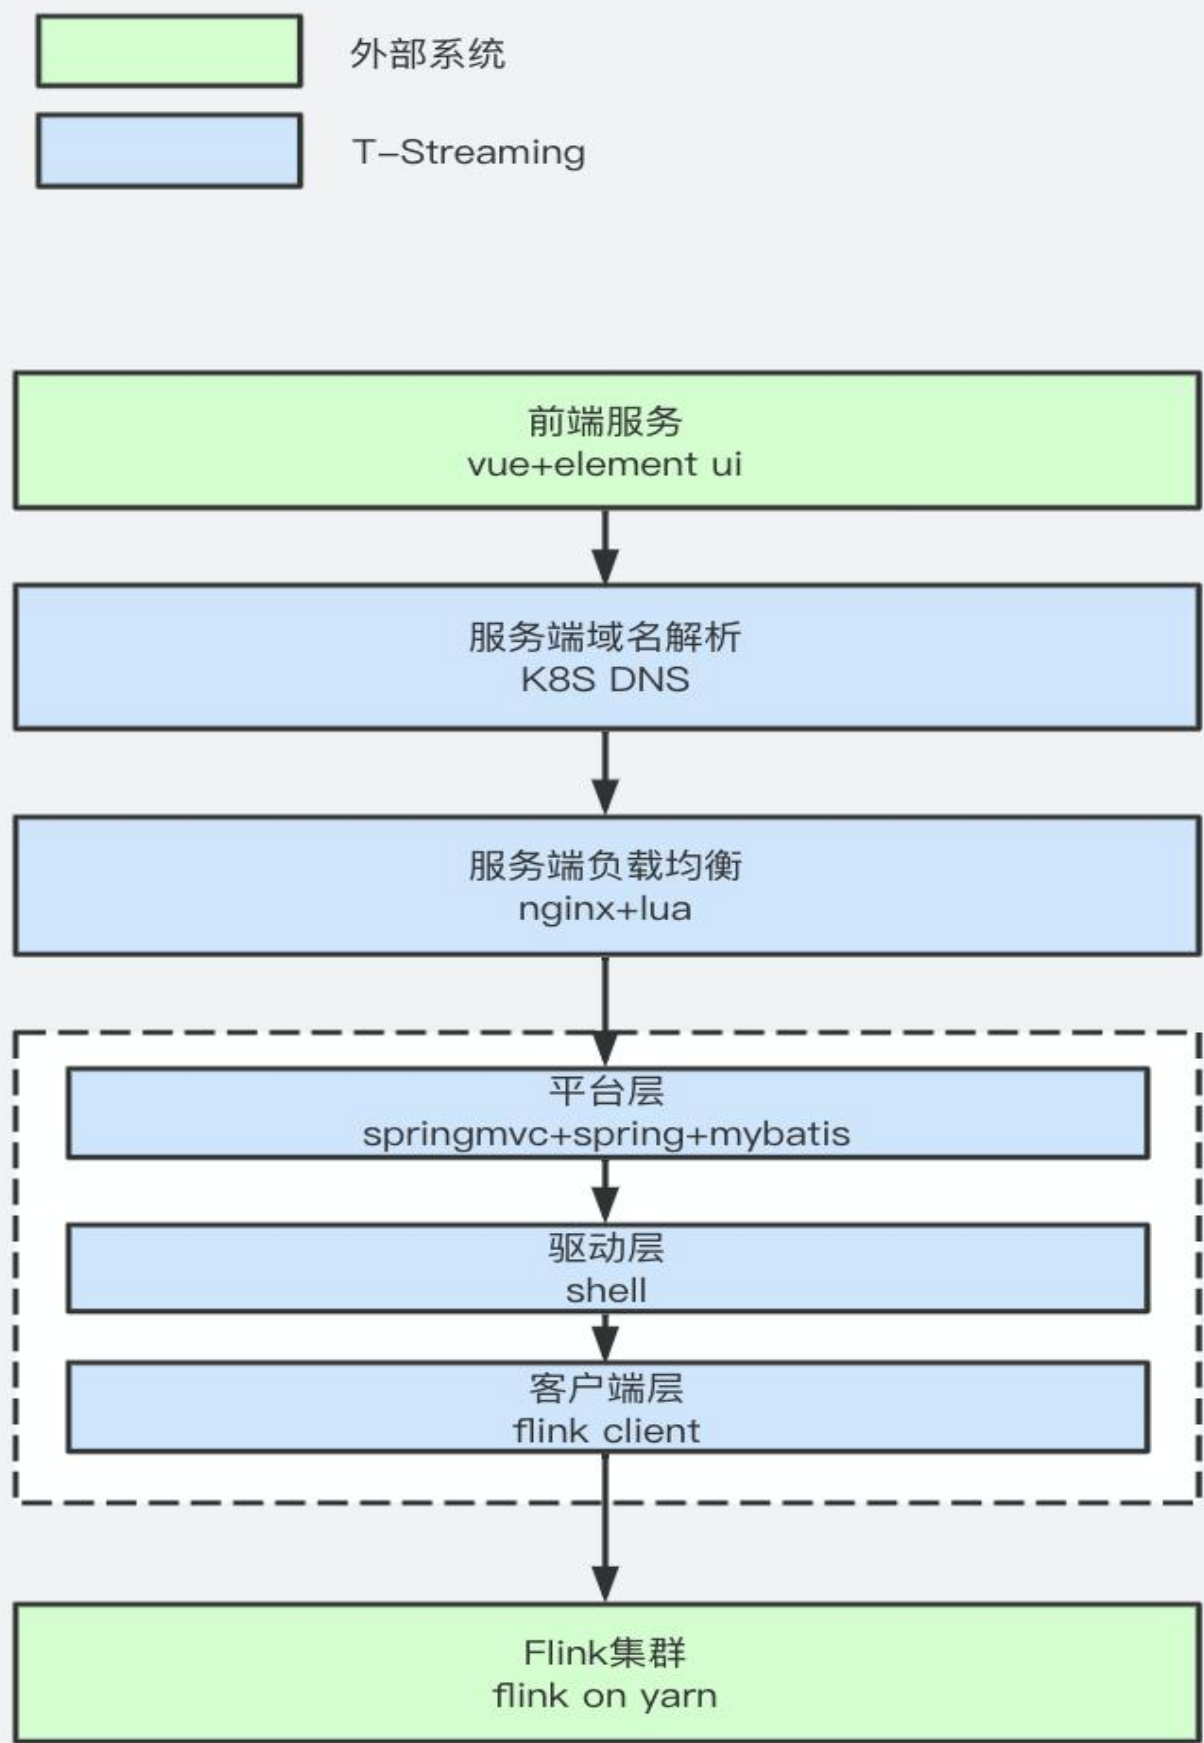 外部系统
T-Streaming
前端服务
vue+element ui
服务端域名解析
K8S DNS
服务端负载均衡
nginx+lua
平台层
springmvc+spring+mybatis
驱动层
shell
客户端层
flink client
Flink集群
flink on yarn